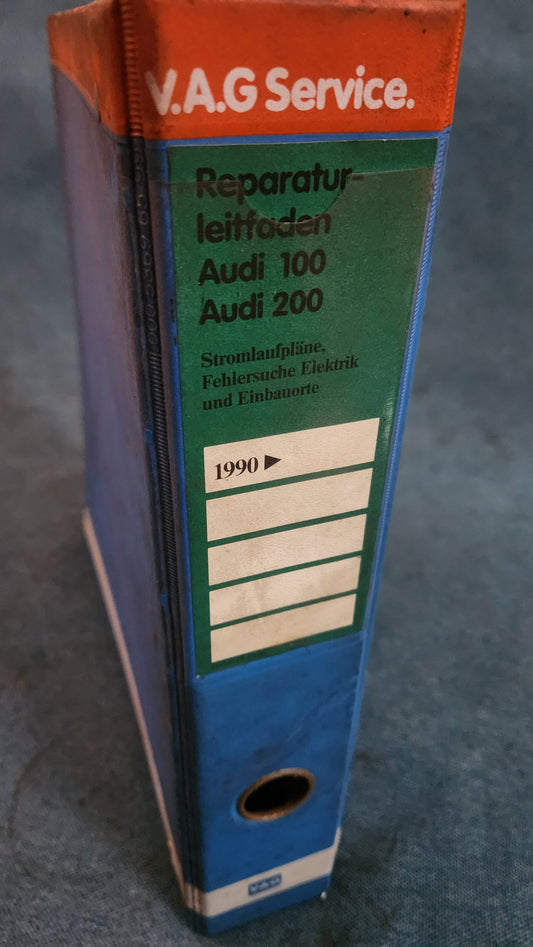 V.A.G Service.
Reparatur-
leitfaden
Audi 100
Audi 200
Stromlaufpläne,
Fehlersuche Elektrik
und Einbauorte
1990 ►
V.A.G